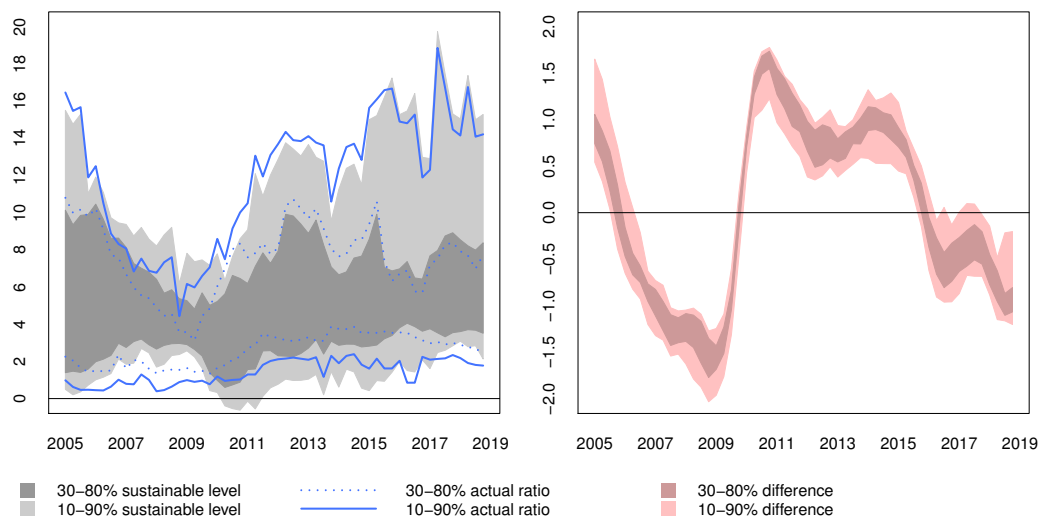 20
16
14
12
10
8
6
4
2
0
2005 2007 2009 2011 2013 2015 2017 2019
2.0
1.5
1.0
0.5
0.0
−0.5
−1.0
−1.5
−2.0
2005 2007 2009 2011 2013 2015 2017 2019
30−80% sustainable level
10−90% sustainable level
30−80% actual ratio
10−90% actual ratio
30−80% difference
10−90% difference